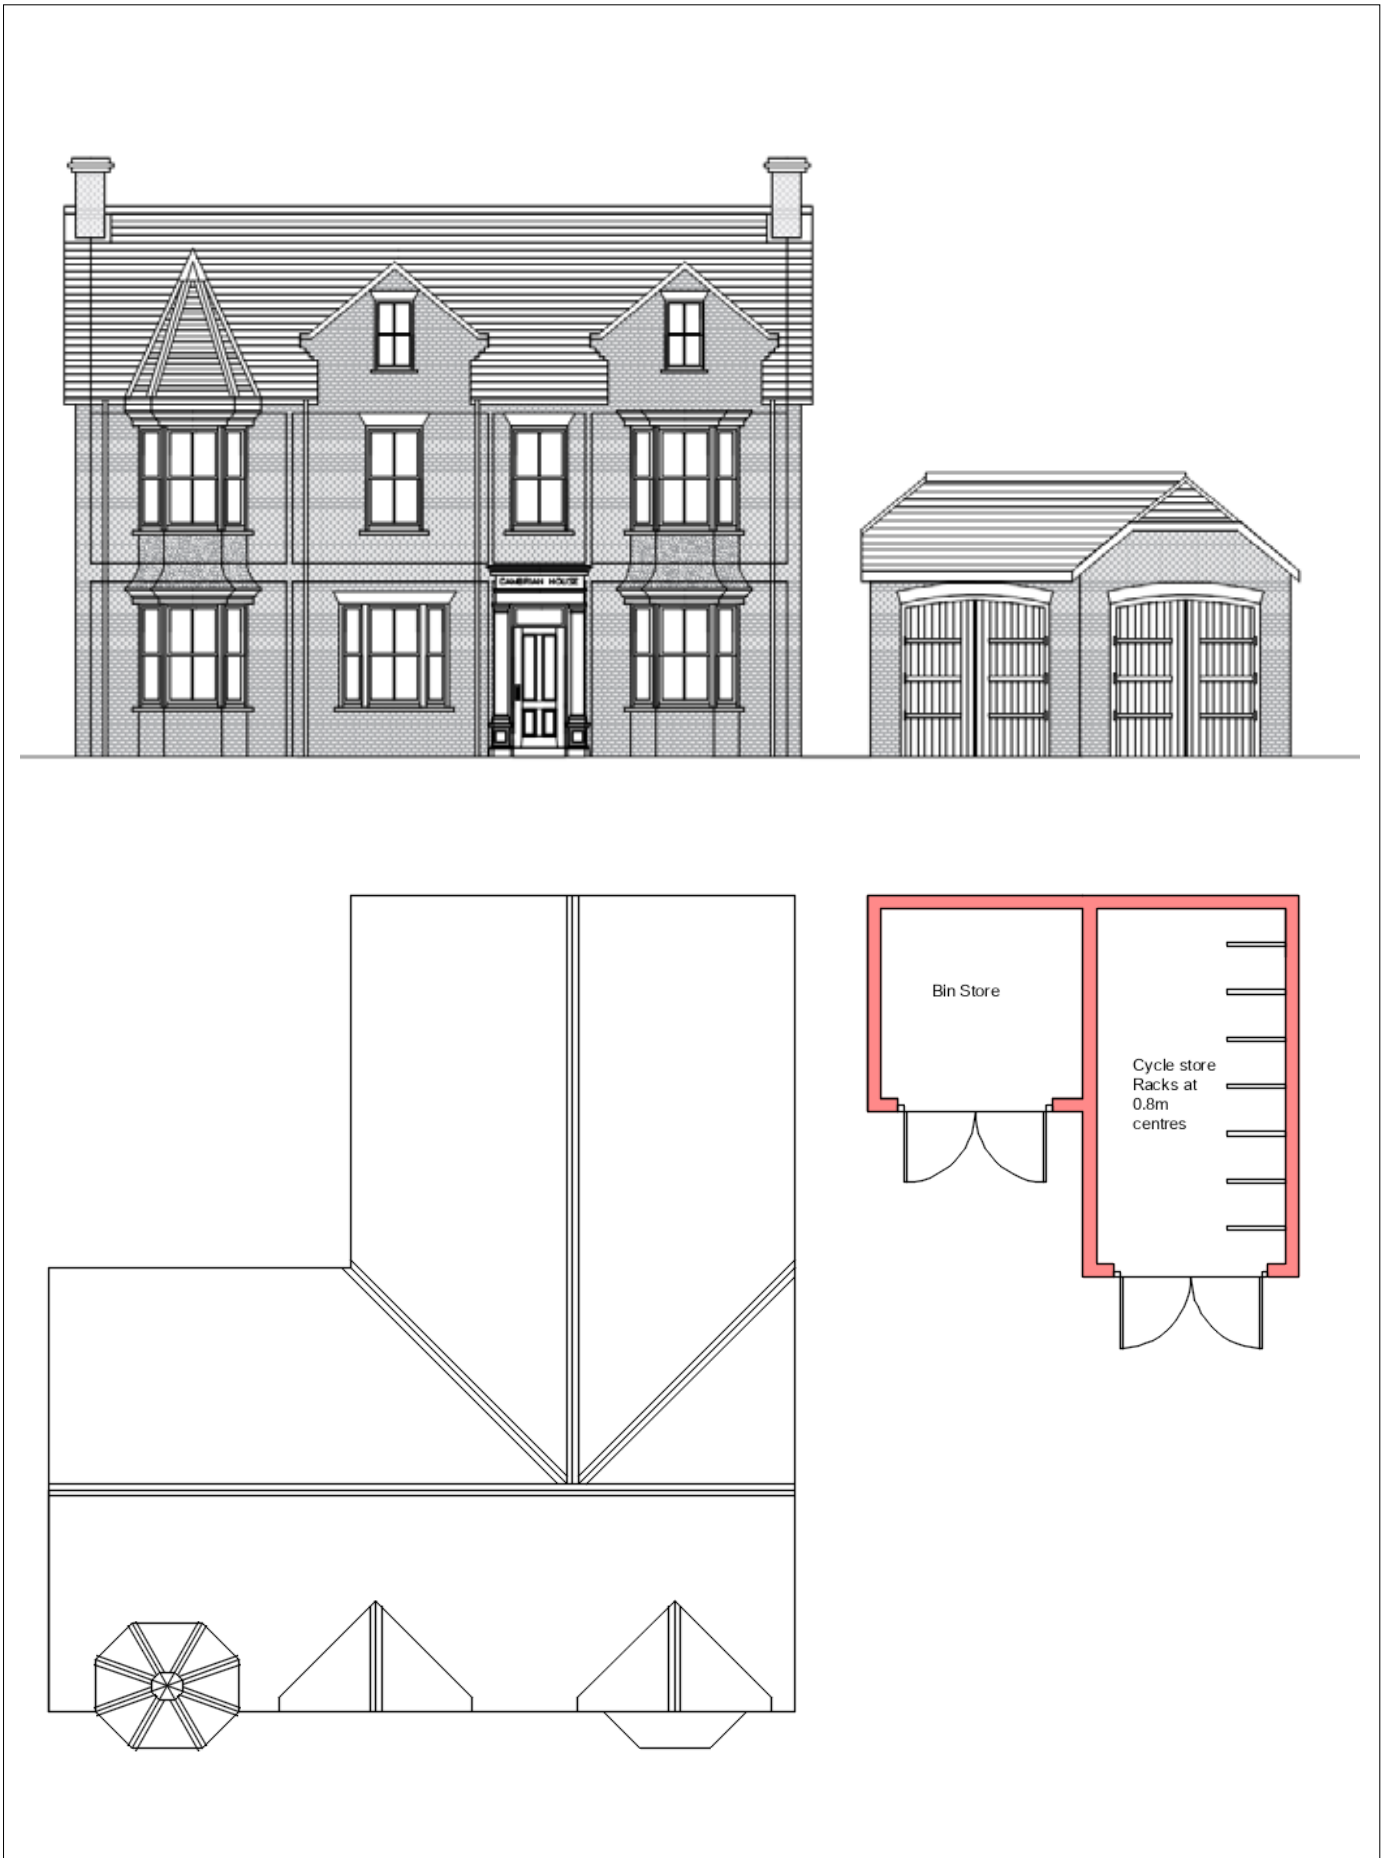 CAMBRIAN HOUSE
Bin Store
Cycle store
Racks at
0.8m
centres